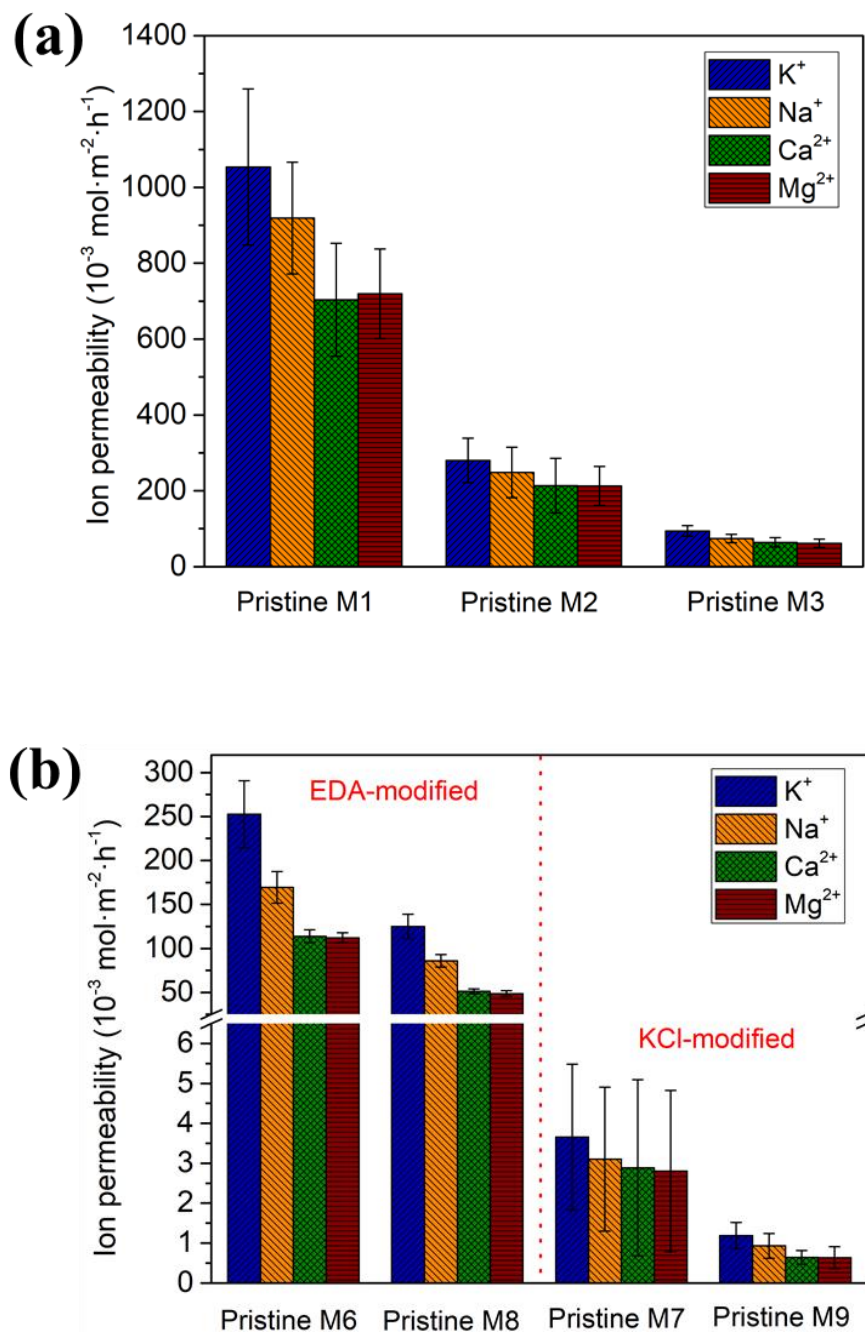 (a)
Ion permeability (10⁻³ mol·m⁻²·h⁻¹)
1400
1200
1000
800
600
400
200
0
K⁺
Na⁺
Ca²⁺
Mg²⁺
Pristine M1
Pristine M2
Pristine M3
(b)
Ion permeability (10⁻³ mol·m⁻²·h⁻¹)
300
250
200
150
100
50
6
5
4
3
2
1
0
EDA-modified
K⁺
Na⁺
Ca²⁺
Mg²⁺
KCl-modified
Pristine M6
Pristine M8
Pristine M7
Pristine M9